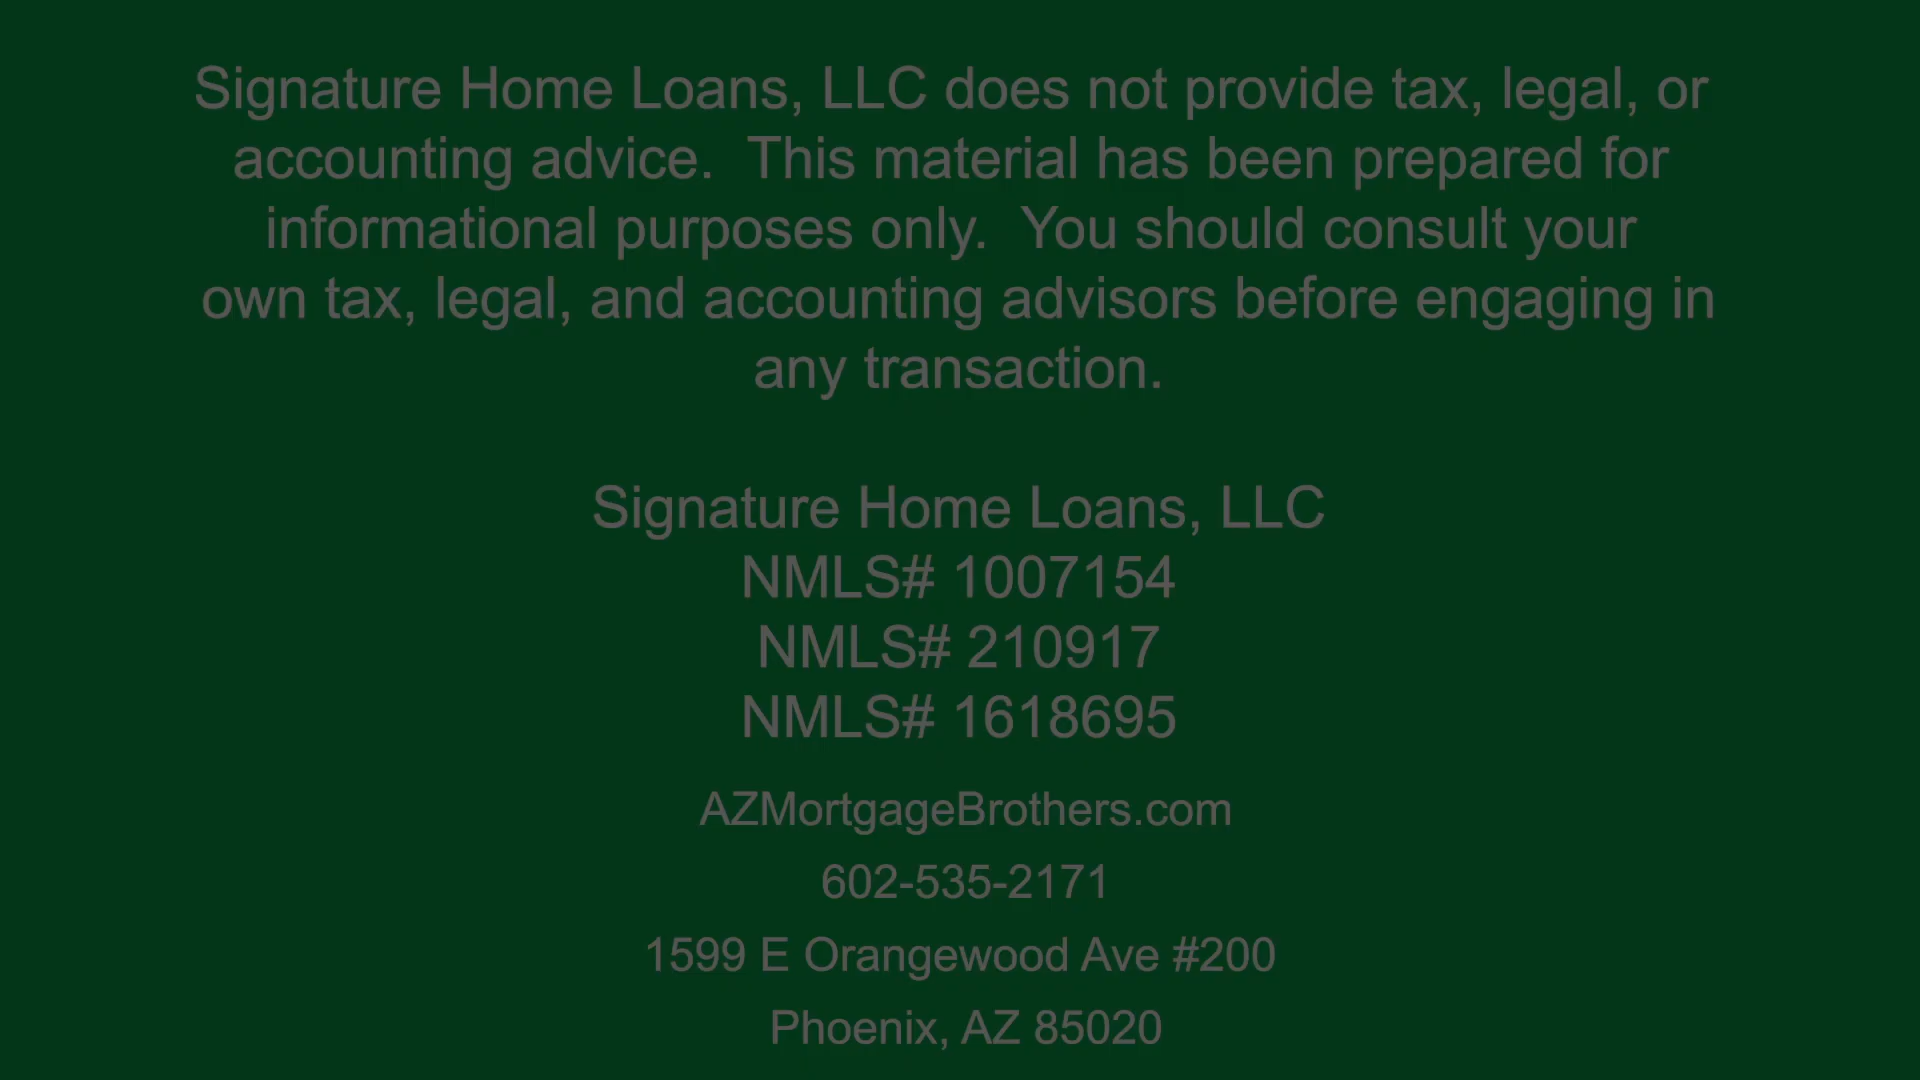 Signature Home Loans, LLC does not provide tax, legal, or
accounting advice.  This material has been prepared for
informational purposes only.  You should consult your
own tax, legal, and accounting advisors before engaging in
any transaction.
Signature Home Loans, LLC
NMLS# 1007154
NMLS# 210917
NMLS# 1618695
AZMortgageBrothers.com
602-535-2171
1599 E Orangewood Ave #200
Phoenix, AZ 85020